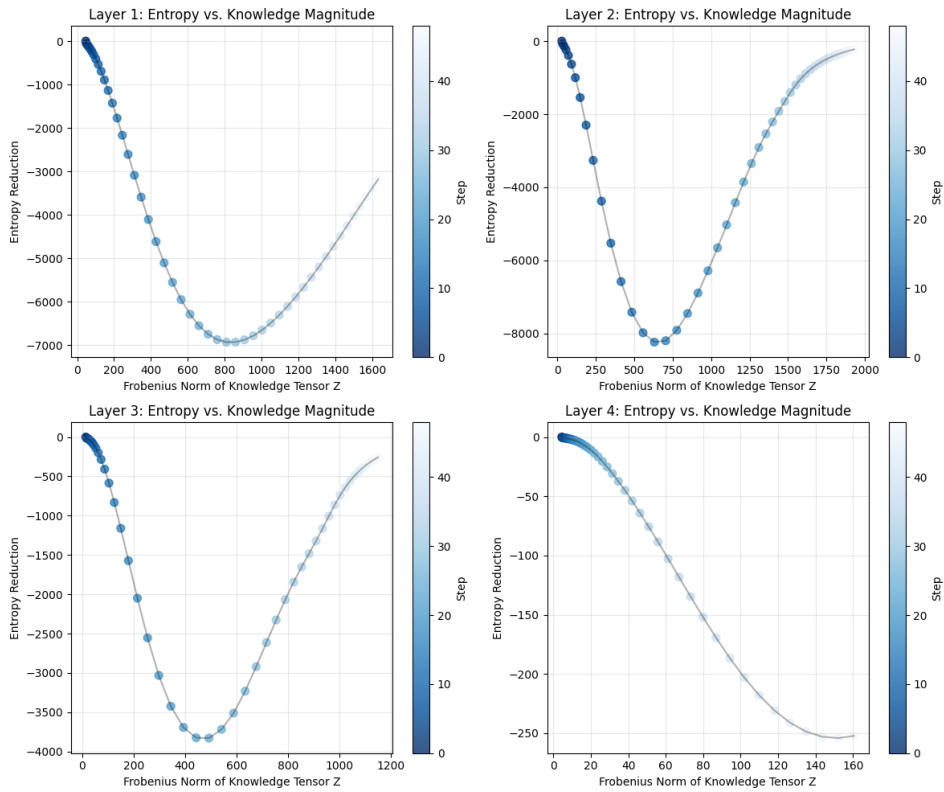 Layer 1: Entropy vs. Knowledge Magnitude
0
−1000
−2000
−3000
−4000
−5000
−6000
−7000
Entropy Reduction
0 200 400 600 800 1000 1200 1400 1600
Frobenius Norm of Knowledge Tensor Z
40
30
20
10
0
Step
Layer 2: Entropy vs. Knowledge Magnitude
0
−2000
−4000
−6000
−8000
Entropy Reduction
0 250 500 750 1000 1250 1500 1750 2000
Frobenius Norm of Knowledge Tensor Z
40
30
20
10
0
Step
Layer 3: Entropy vs. Knowledge Magnitude
0
−500
−1000
−1500
−2000
−2500
−3000
−3500
−4000
Entropy Reduction
0 200 400 600 800 1000 1200
Frobenius Norm of Knowledge Tensor Z
40
30
20
10
0
Step
Layer 4: Entropy vs. Knowledge Magnitude
0
−50
−100
−150
−200
−250
Entropy Reduction
0 20 40 60 80 100 120 140 160
Frobenius Norm of Knowledge Tensor Z
40
30
20
10
0
Step